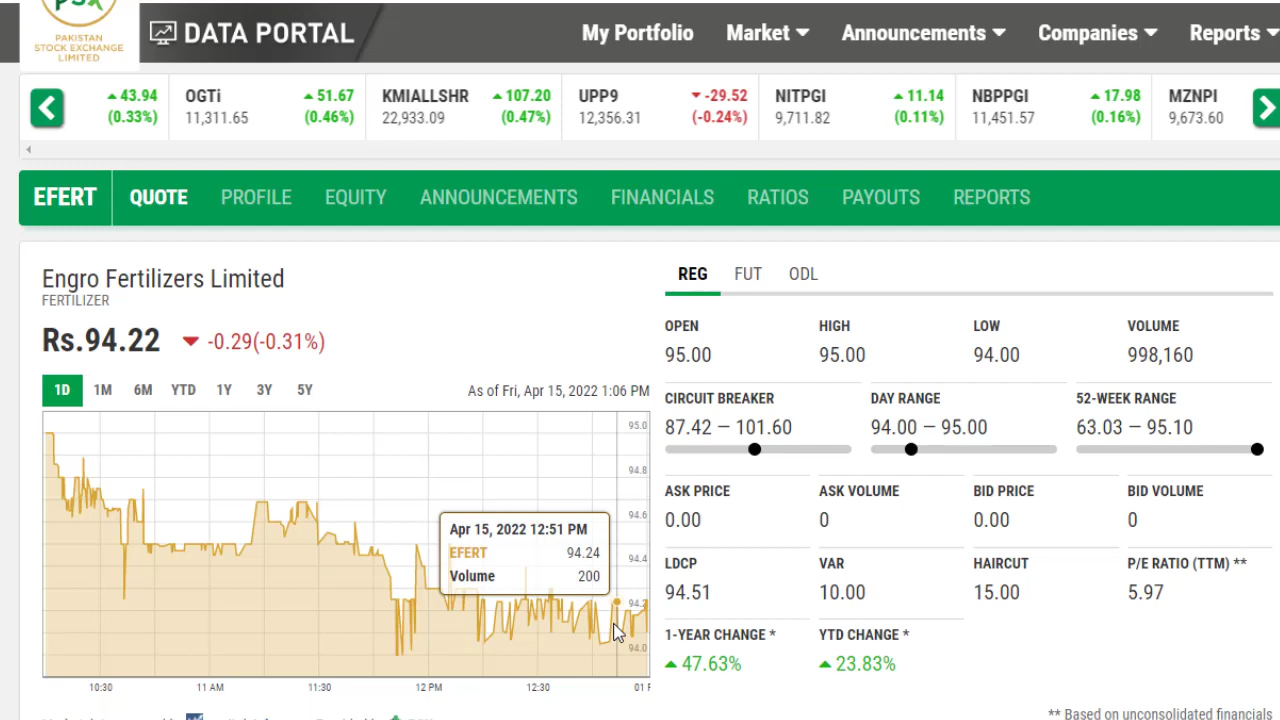 PAKISTAN
STOCK EXCHANGE
LIMITED
DATA PORTAL
My Portfolio Market Announcements Companies Reports
43.94 OGTi 51.67 KMIALLSHR 107.20 UPP9 -29.52 NITPGI 11.14 NBPPGI 17.98 MZNPI
(0.33%) 11,311.65 (0.46%) 22,933.09 (0.47%) 12,356.31 (-0.24%) 9,711.82 (0.11%) 11,451.57 (0.16%) 9,673.60
EFERT QUOTE PROFILE EQUITY ANNOUNCEMENTS FINANCIALS RATIOS PAYOUTS REPORTS
Engro Fertilizers Limited
FERTILIZER
Rs.94.22 -0.29(-0.31%)
1D 1M 6M YTD 1Y 3Y 5Y As of Fri, Apr 15, 2022 1:06 PM
95.0
94.8
94.6
94.4
94.2
94.0
Apr 15, 2022 12:51 PM
EFERT 94.24
Volume 200
10:30 11 AM 11:30 12 PM 12:30 01
REG FUT ODL
OPEN HIGH LOW VOLUME
95.00 95.00 94.00 998,160
CIRCUIT BREAKER DAY RANGE 52-WEEK RANGE
87.42 — 101.60 94.00 — 95.00 63.03 — 95.10
ASK PRICE ASK VOLUME BID PRICE BID VOLUME
0.00 0 0.00 0
LDCP VAR HAIRCUT P/E RATIO (TTM) **
94.51 10.00 15.00 5.97
1-YEAR CHANGE * YTD CHANGE *
47.63% 23.83%
** Based on unconsolidated financials